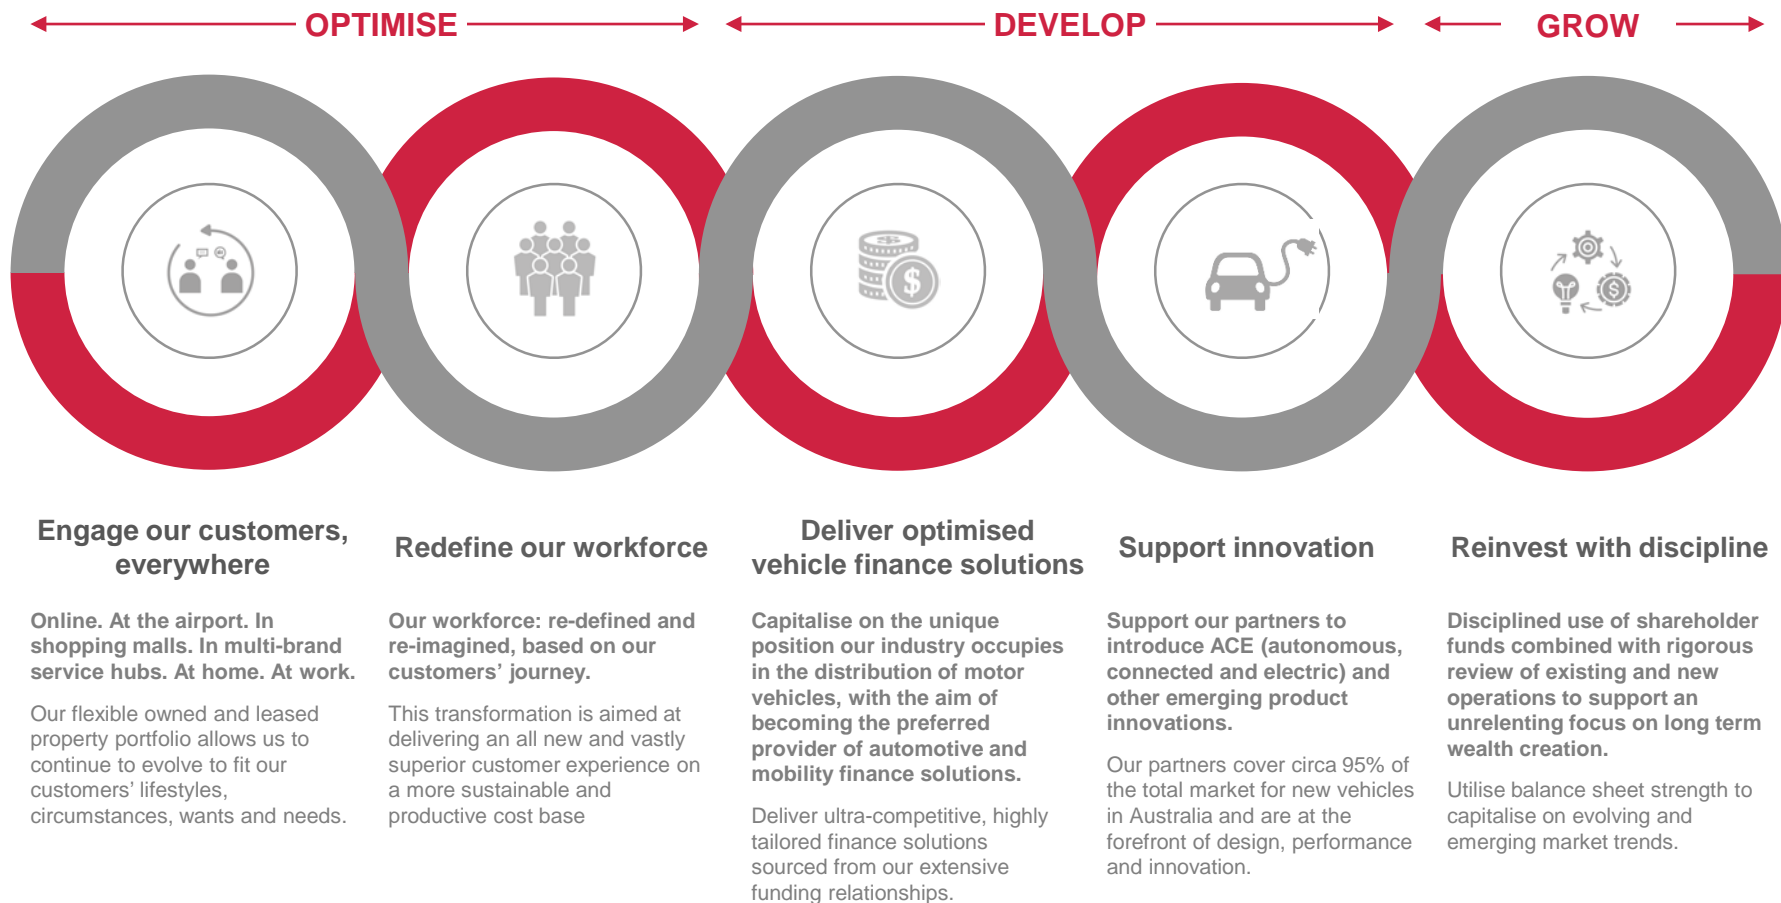 OPTIMISE
DEVELOP
GROW
Engage our customers,
everywhere
Online. At the airport. In
shopping malls. In multi-brand
service hubs. At home. At work.
Our flexible owned and leased
property portfolio allows us to
continue to evolve to fit our
customers’ lifestyles,
circumstances, wants and needs.
Redefine our workforce
Our workforce: re-defined and
re-imagined, based on our
customers’ journey.
This transformation is aimed at
delivering an all new and vastly
superior customer experience on
a more sustainable and
productive cost base
Deliver optimised
vehicle finance solutions
Capitalise on the unique
position our industry occupies
in the distribution of motor
vehicles, with the aim of
becoming the preferred
provider of automotive and
mobility finance solutions.
Deliver ultra-competitive, highly
tailored finance solutions
sourced from our extensive
funding relationships.
Support innovation
Support our partners to
introduce ACE (autonomous,
connected and electric) and
other emerging product
innovations.
Our partners cover circa 95% of
the total market for new vehicles
in Australia and are at the
forefront of design, performance
and innovation.
Reinvest with discipline
Disciplined use of shareholder
funds combined with rigorous
review of existing and new
operations to support an
unrelenting focus on long term
wealth creation.
Utilise balance sheet strength to
capitalise on evolving and
emerging market trends.